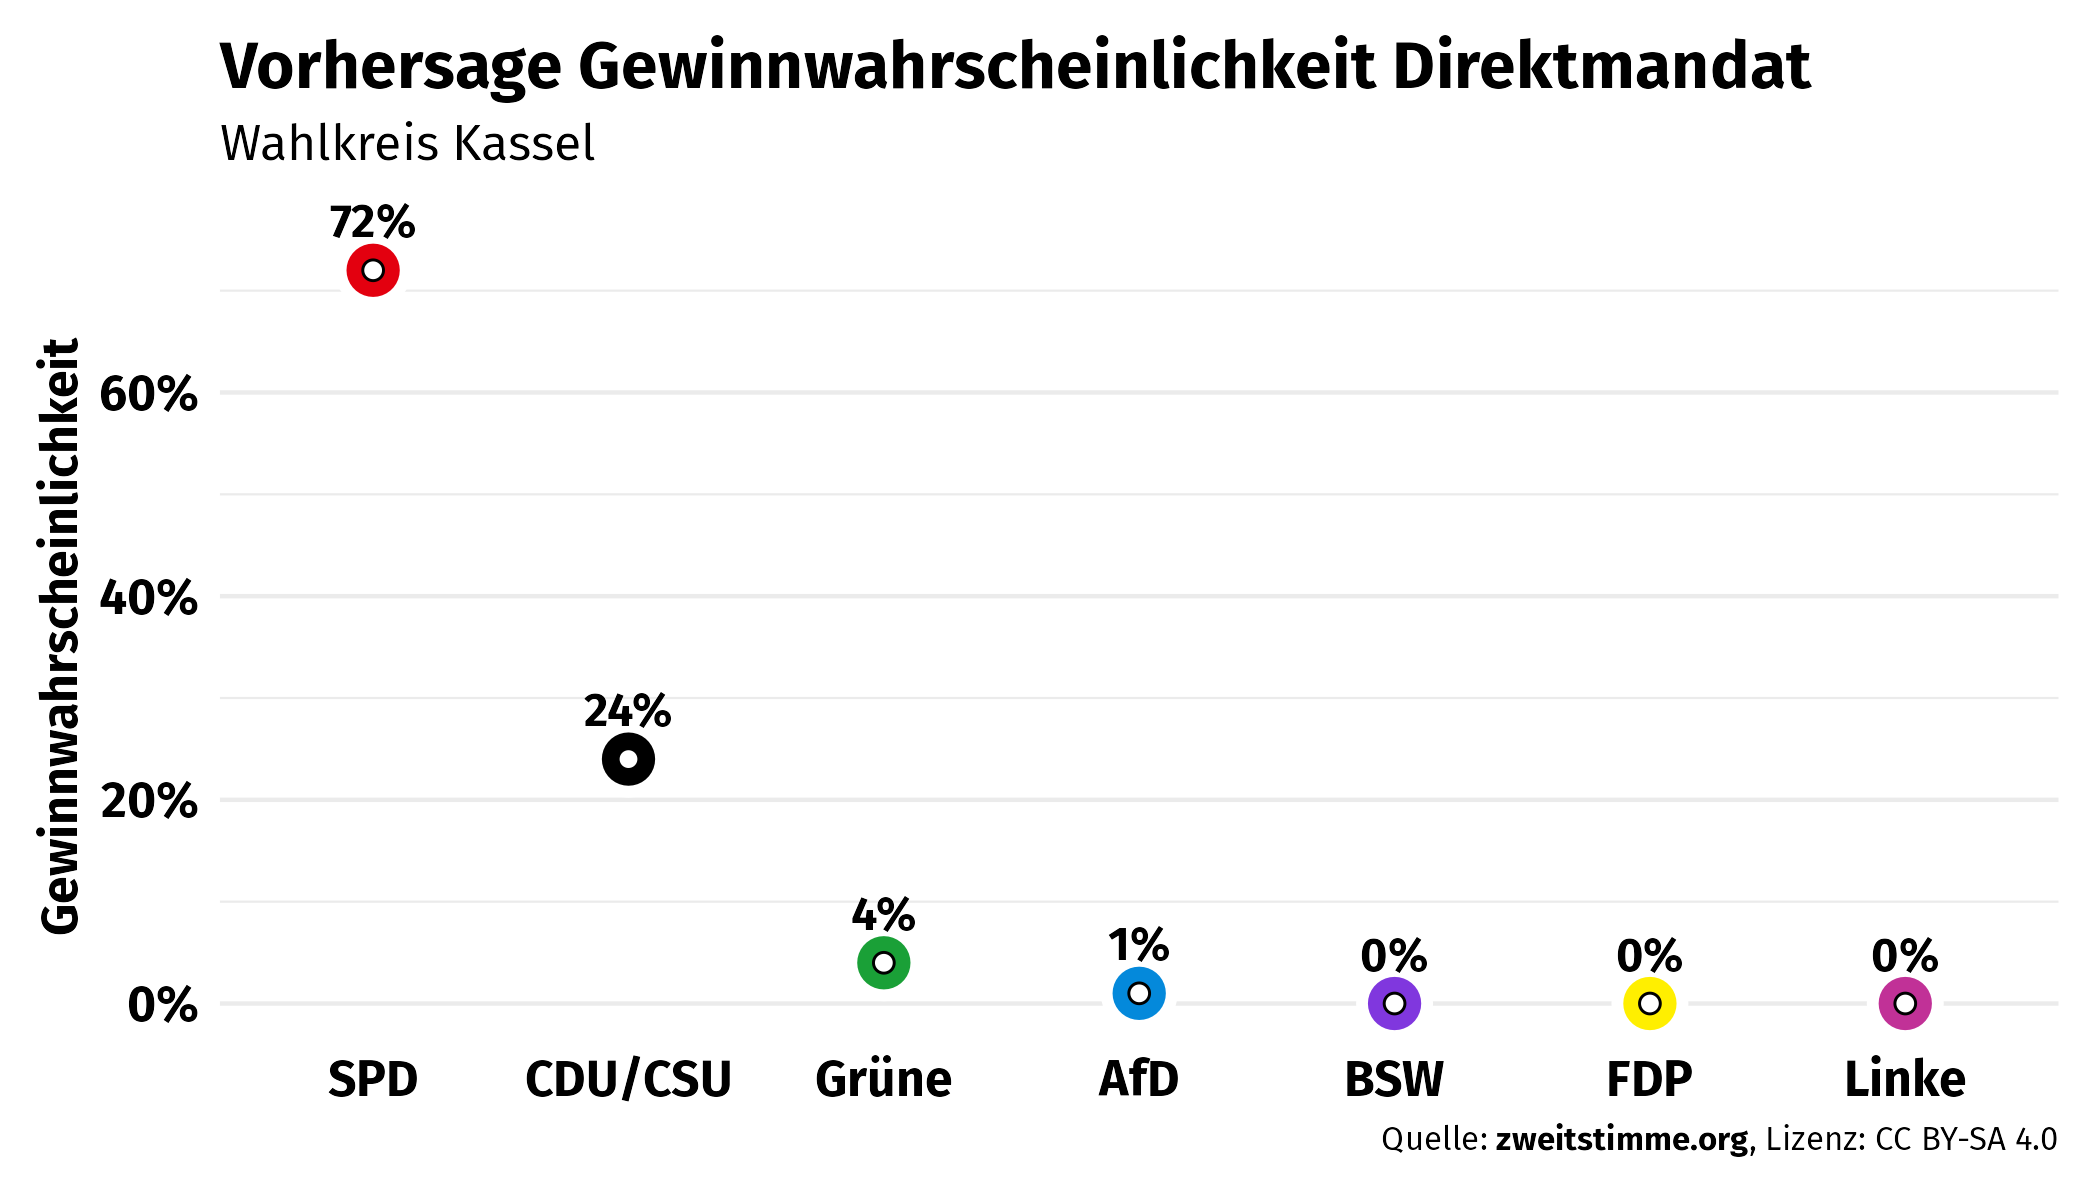 Vorhersage Gewinnwahrscheinlichkeit Direktmandat
Wahlkreis Kassel
Gewinnwahrscheinlichkeit
72%
60%
40%
24%
20%
4%
1%
0%
0%
0%
0%
SPD
CDU/CSU
Grüne
AfD
BSW
FDP
Linke
Quelle: zweitstimme.org, Lizenz: CC BY-SA 4.0